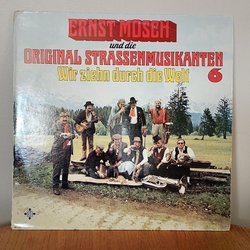 ERNST MOSCH
und die
ORIGINAL STRASSENMUSIKANTEN
Wir ziehn durch die Welt
6